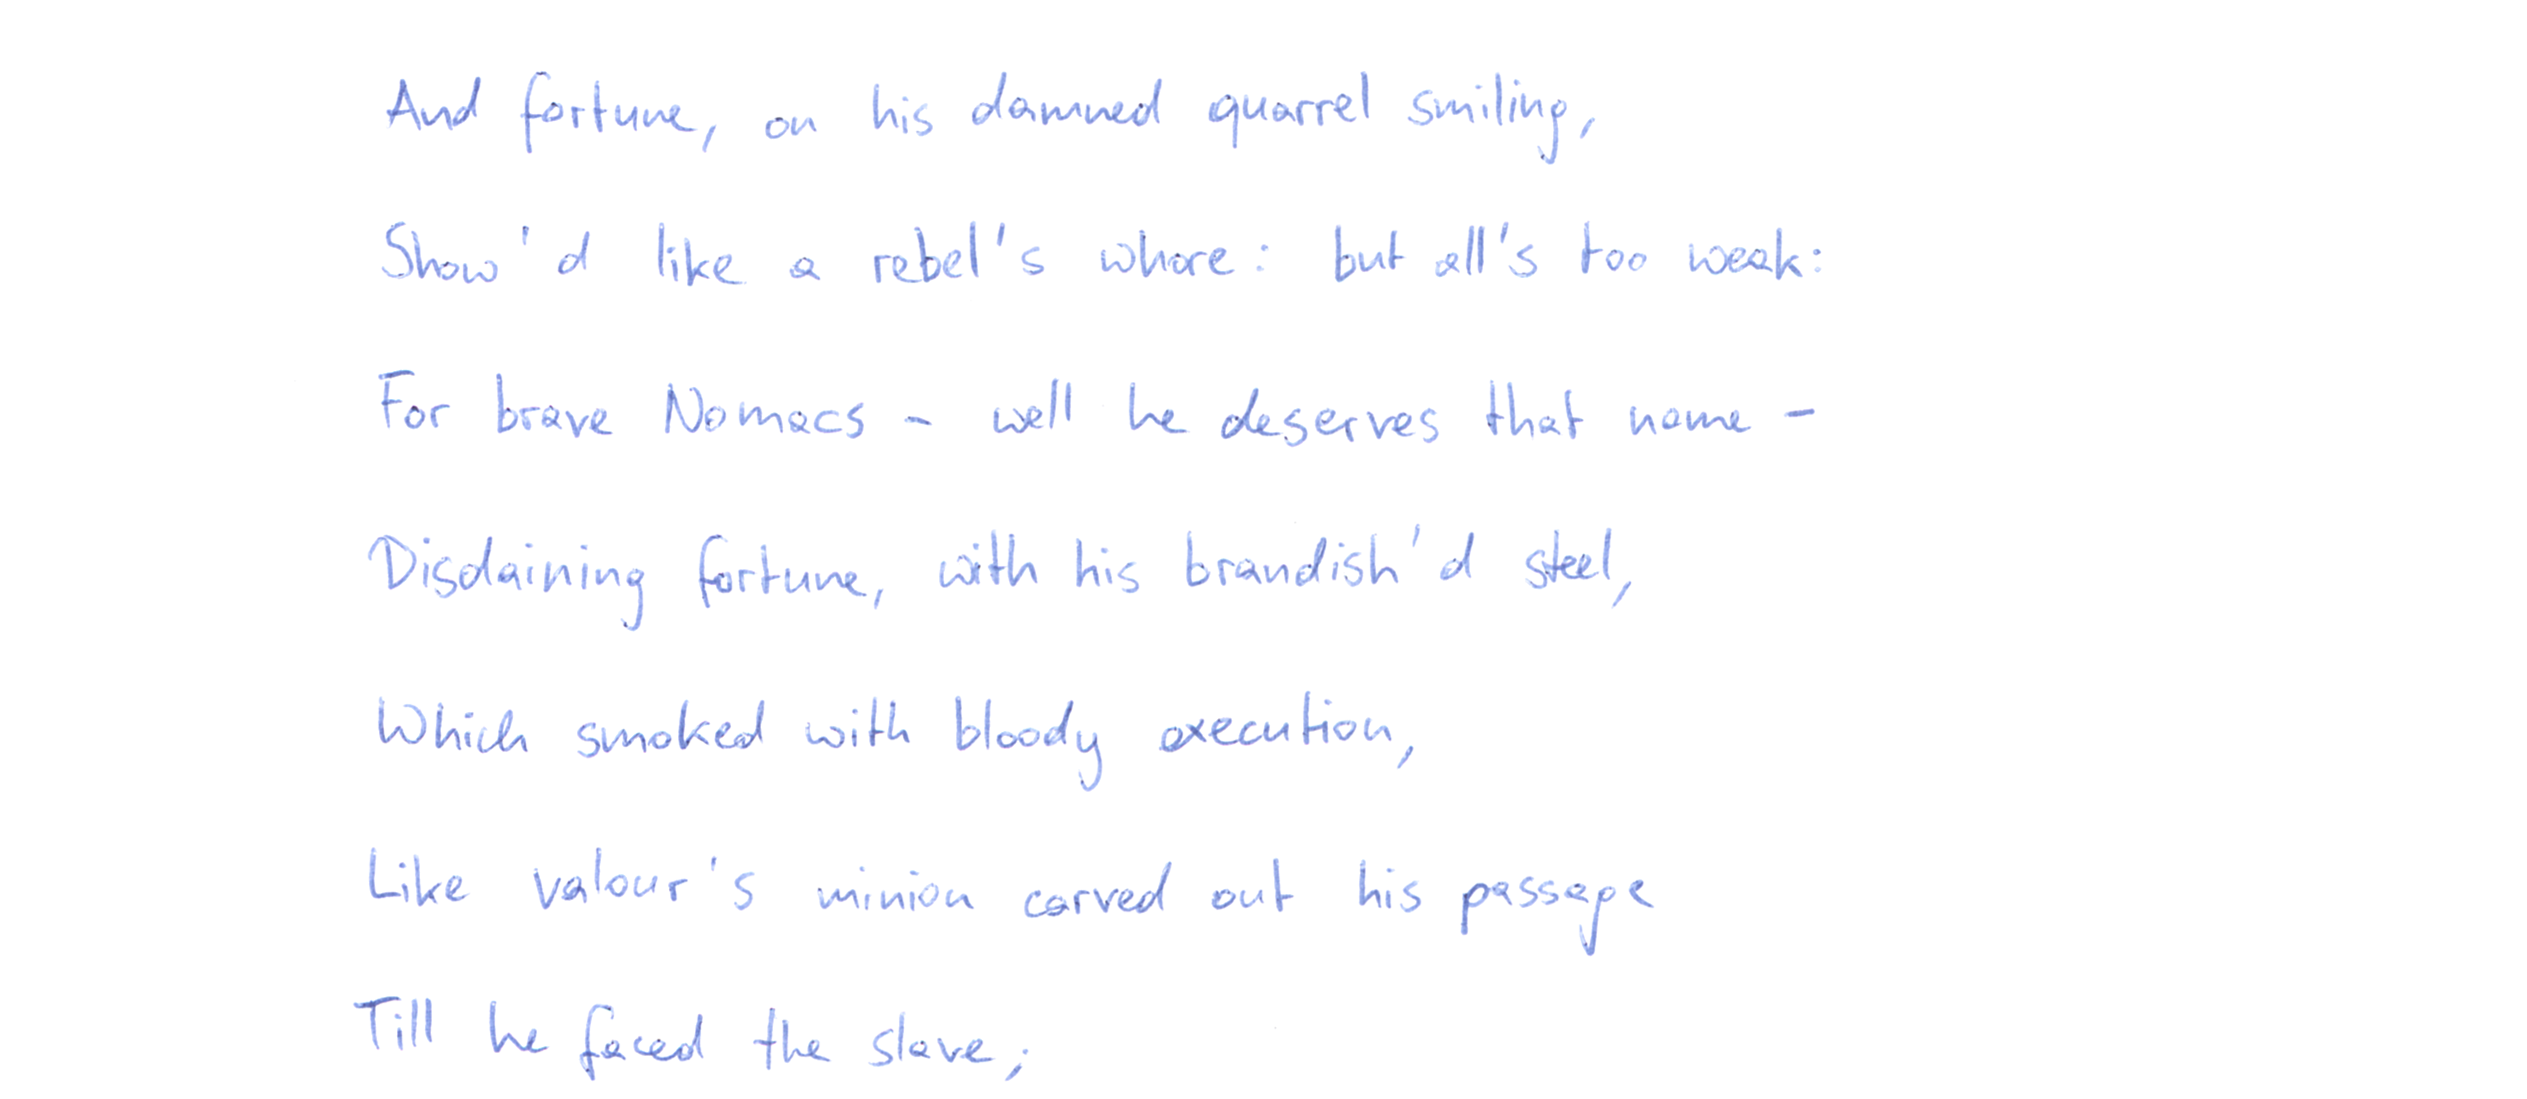 And fortune, on his damned quarrel smiling,
Show'd like a rebel's whore: but all's too weak:
For brave Nomacs - well he deserves that name -
Disdaining fortune, with his brandish'd steel,
Which smoked with bloody execution,
Like valour's minion carved out his passage
Till he faced the slave;